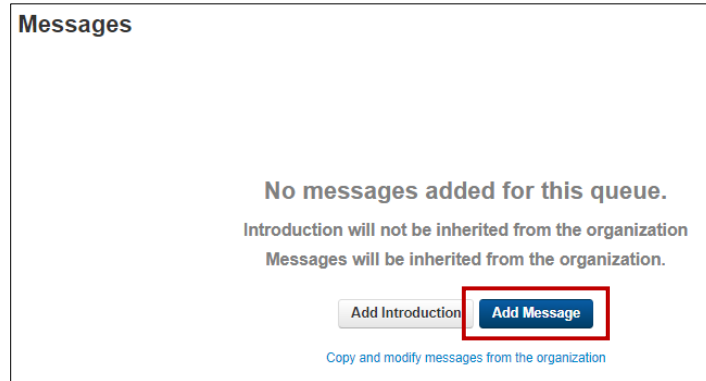 Messages
No messages added for this queue.
Introduction will not be inherited from the organization
Messages will be inherited from the organization.
Add Introduction Add Message
Copy and modify messages from the organization